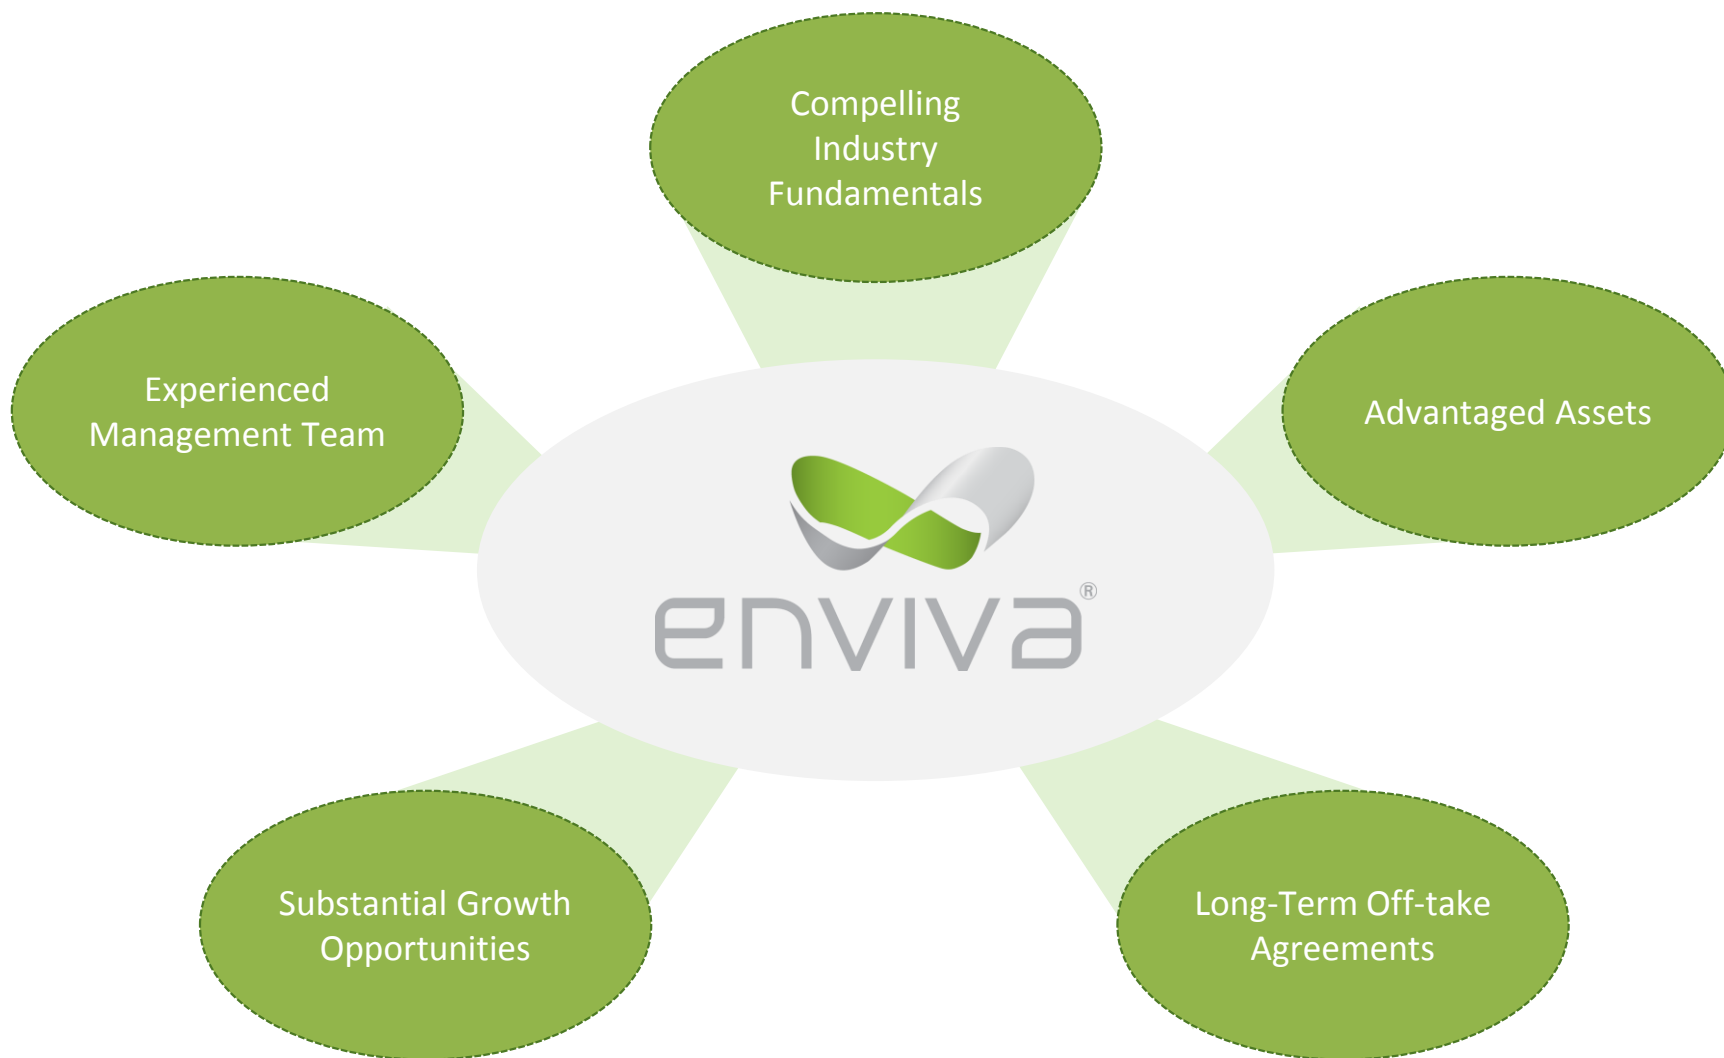 Compelling
Industry
Fundamentals
Experienced
Management Team
Advantaged Assets
enviva®
Substantial Growth
Opportunities
Long-Term Off-take
Agreements